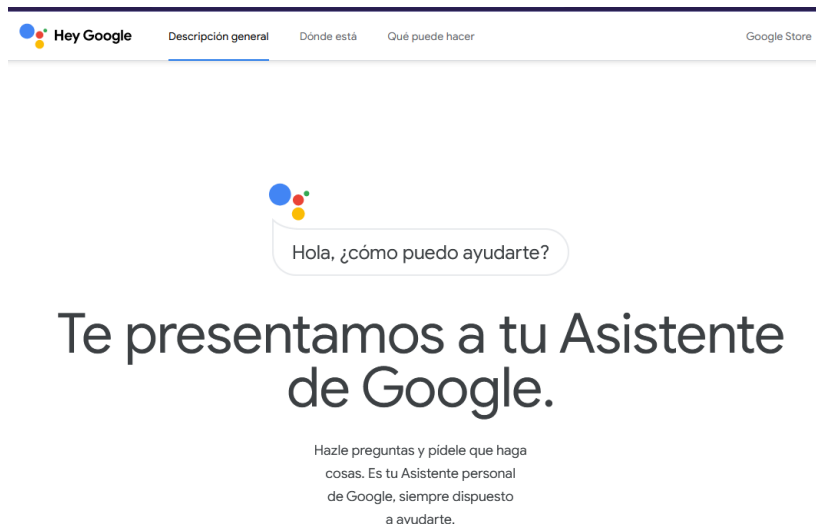 Hey Google
Descripción general
Dónde está
Qué puede hacer
Google Store
Hola, ¿cómo puedo ayudarte?
Te presentamos a tu Asistente
de Google.
Hazle preguntas y pídele que haga
cosas. Es tu Asistente personal
de Google, siempre dispuesto
a ayudarte.